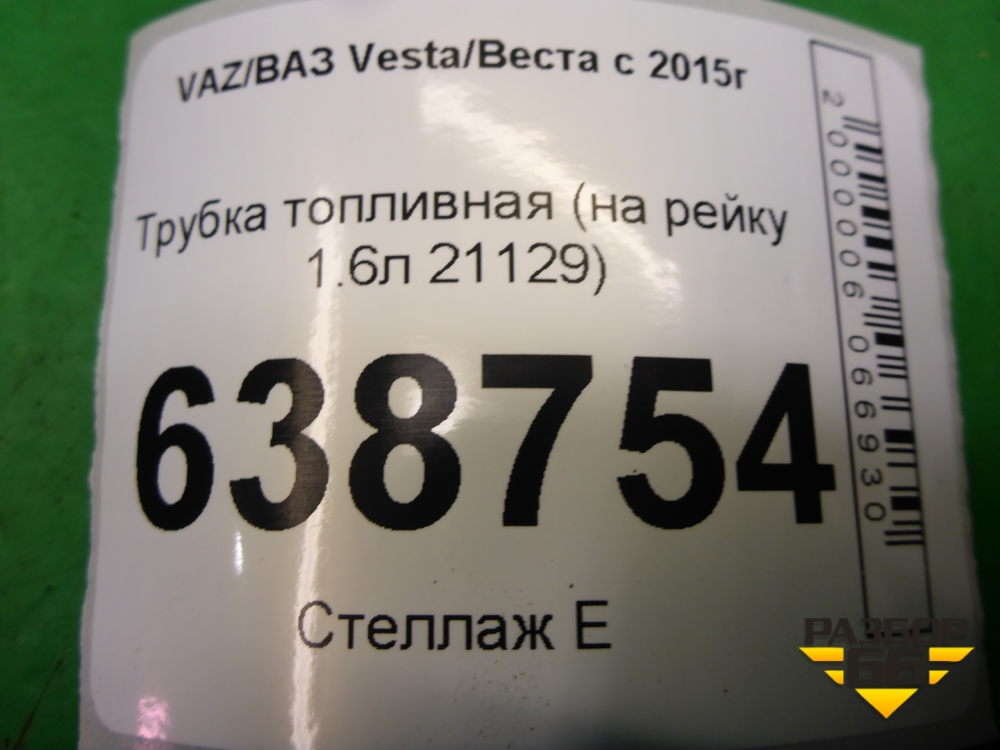 VAZ/ВАЗ Vesta/Веста с 2015г
Трубка топливная (на рейку
1.6л 21129)
638754
Стеллаж Е
2000006066930
РАЗБОР
66